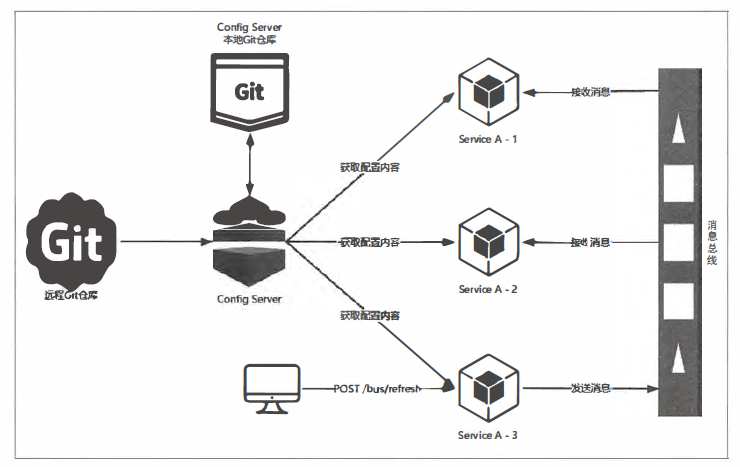 Config Server
本地Git仓库
Git
Service A - 1
接收消息
获取配置内容
Git
远程Git仓库
Config Server
获取配置内容
Service A - 2
接收消息
消息总线
获取配置内容
POST /bus/refresh
Service A - 3
发送消息